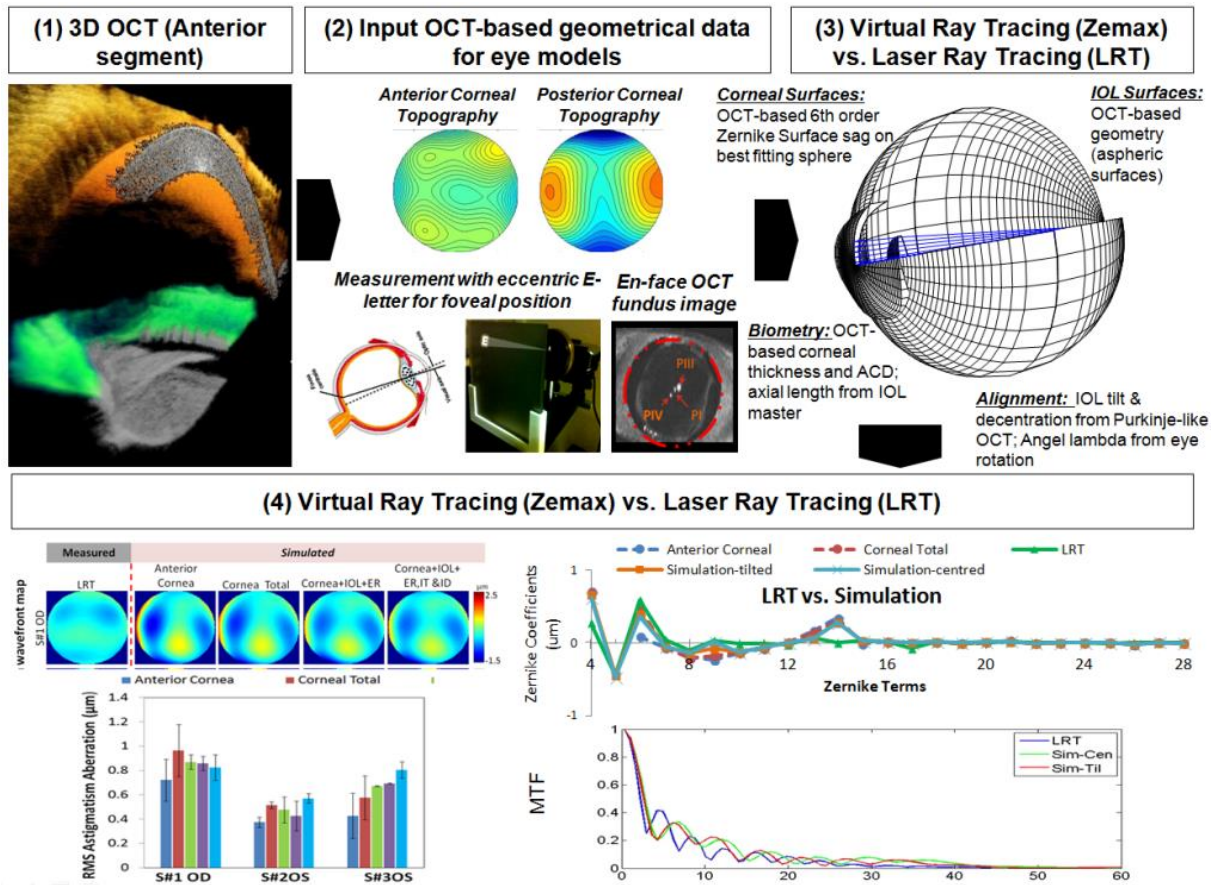 (1) 3D OCT (Anterior
segment)
(2) Input OCT-based geometrical data
for eye models
(3) Virtual Ray Tracing (Zemax)
vs. Laser Ray Tracing (LRT)
Anterior Corneal
Topography
Posterior Corneal
Topography
Measurement with eccentric E-
letter for foveal position
En-face OCT
fundus image
E
PIII
PIV
PI
Corneal Surfaces:
OCT-based 6th order
Zernike Surface sag on
best fitting sphere
IOL Surfaces:
OCT-based
geometry
(aspheric
surfaces)
Biometry: OCT-
based corneal
thickness and ACD;
axial length from IOL
master
Alignment: IOL tilt &
decentration from Purkinje-like
OCT; Angel lambda from eye
rotation
(4) Virtual Ray Tracing (Zemax) vs. Laser Ray Tracing (LRT)
Measured
Simulated
LRT
Anterior
Cornea
Cornea Total
Cornea+IOL+ER
Cornea+IOL+
ER,IT &ID
wavefront map
S#1 OD
μm
2.5
-1.5
Anterior Cornea
Corneal Total
RMS Astigmatism Aberration (μm)
1.4
1.2
1
0.8
0.6
0.4
0.2
0
S#1 OD
S#2OS
S#3OS
Anterior Corneal
Corneal Total
LRT
Simulation-tilted
Simulation-centred
LRT vs. Simulation
Zernike Coefficients
(um)
1
0
-1
4
8
12
16
20
24
28
Zernike Terms
MTF
1
0.8
0.6
0.4
0.2
0
0
10
20
30
40
50
60
LRT
Sim-Cen
Sim-Til